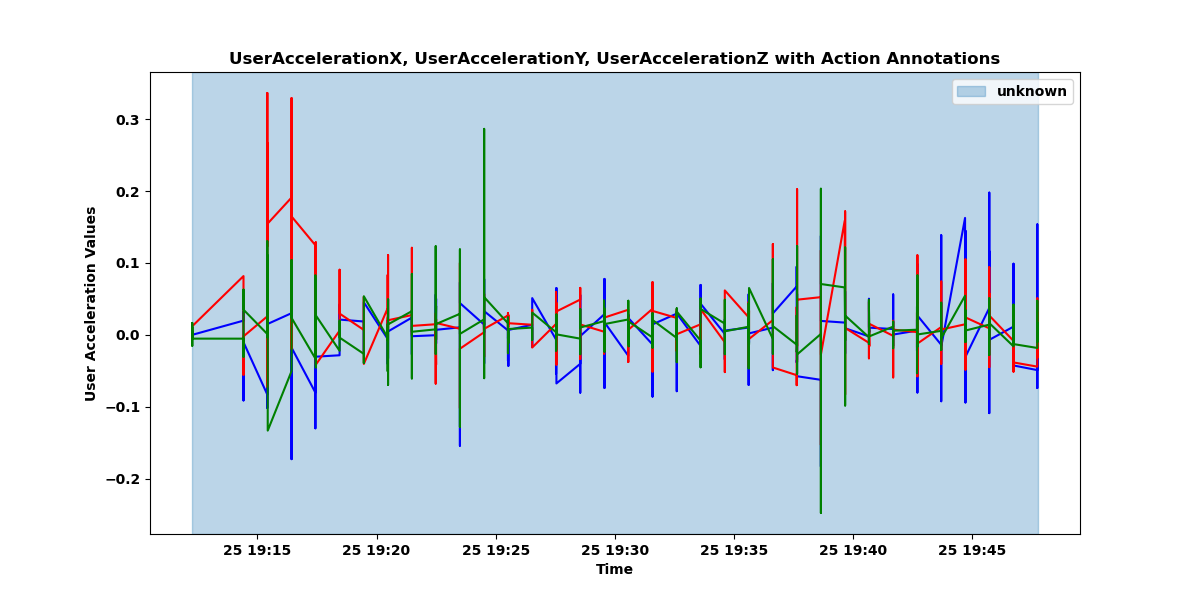 UserAccelerationX, UserAccelerationY, UserAccelerationZ with Action Annotations
unknown
User Acceleration Values
0.3
0.2
0.1
0.0
−0.1
−0.2
25 19:15 25 19:20 25 19:25 25 19:30 25 19:35 25 19:40 25 19:45
Time